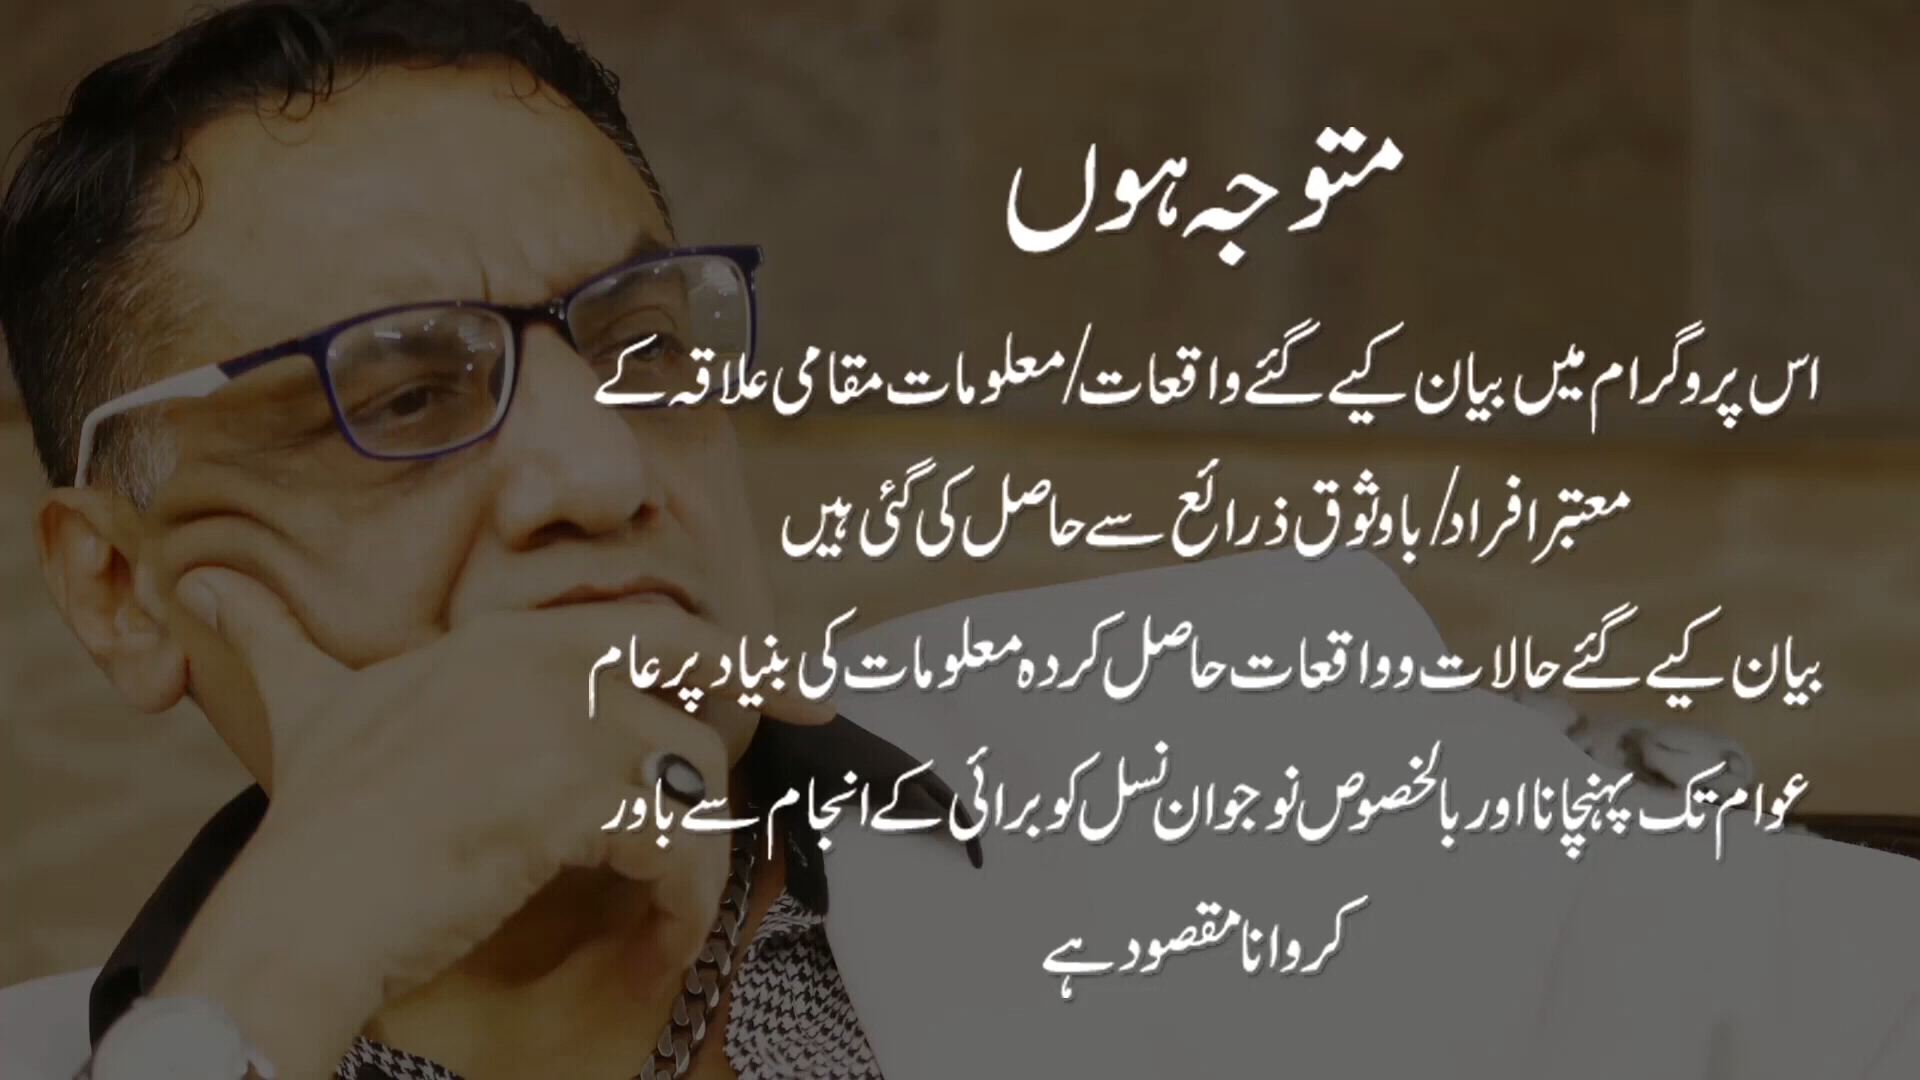 متوجہ ہوں
اس پروگرام میں بیان کیے گئے واقعات/معلومات مقامی علاقہ کے
معتبر افراد/ باوثوق ذرائع سے حاصل کی گئی ہیں
بیان کیے گئے حالات و واقعات حاصل کردہ معلومات کی بنیاد پر عام
عوام تک پہنچانا اور بالخصوص نوجوان نسل کو برائی کے انجام سے باور
کروانا مقصود ہے